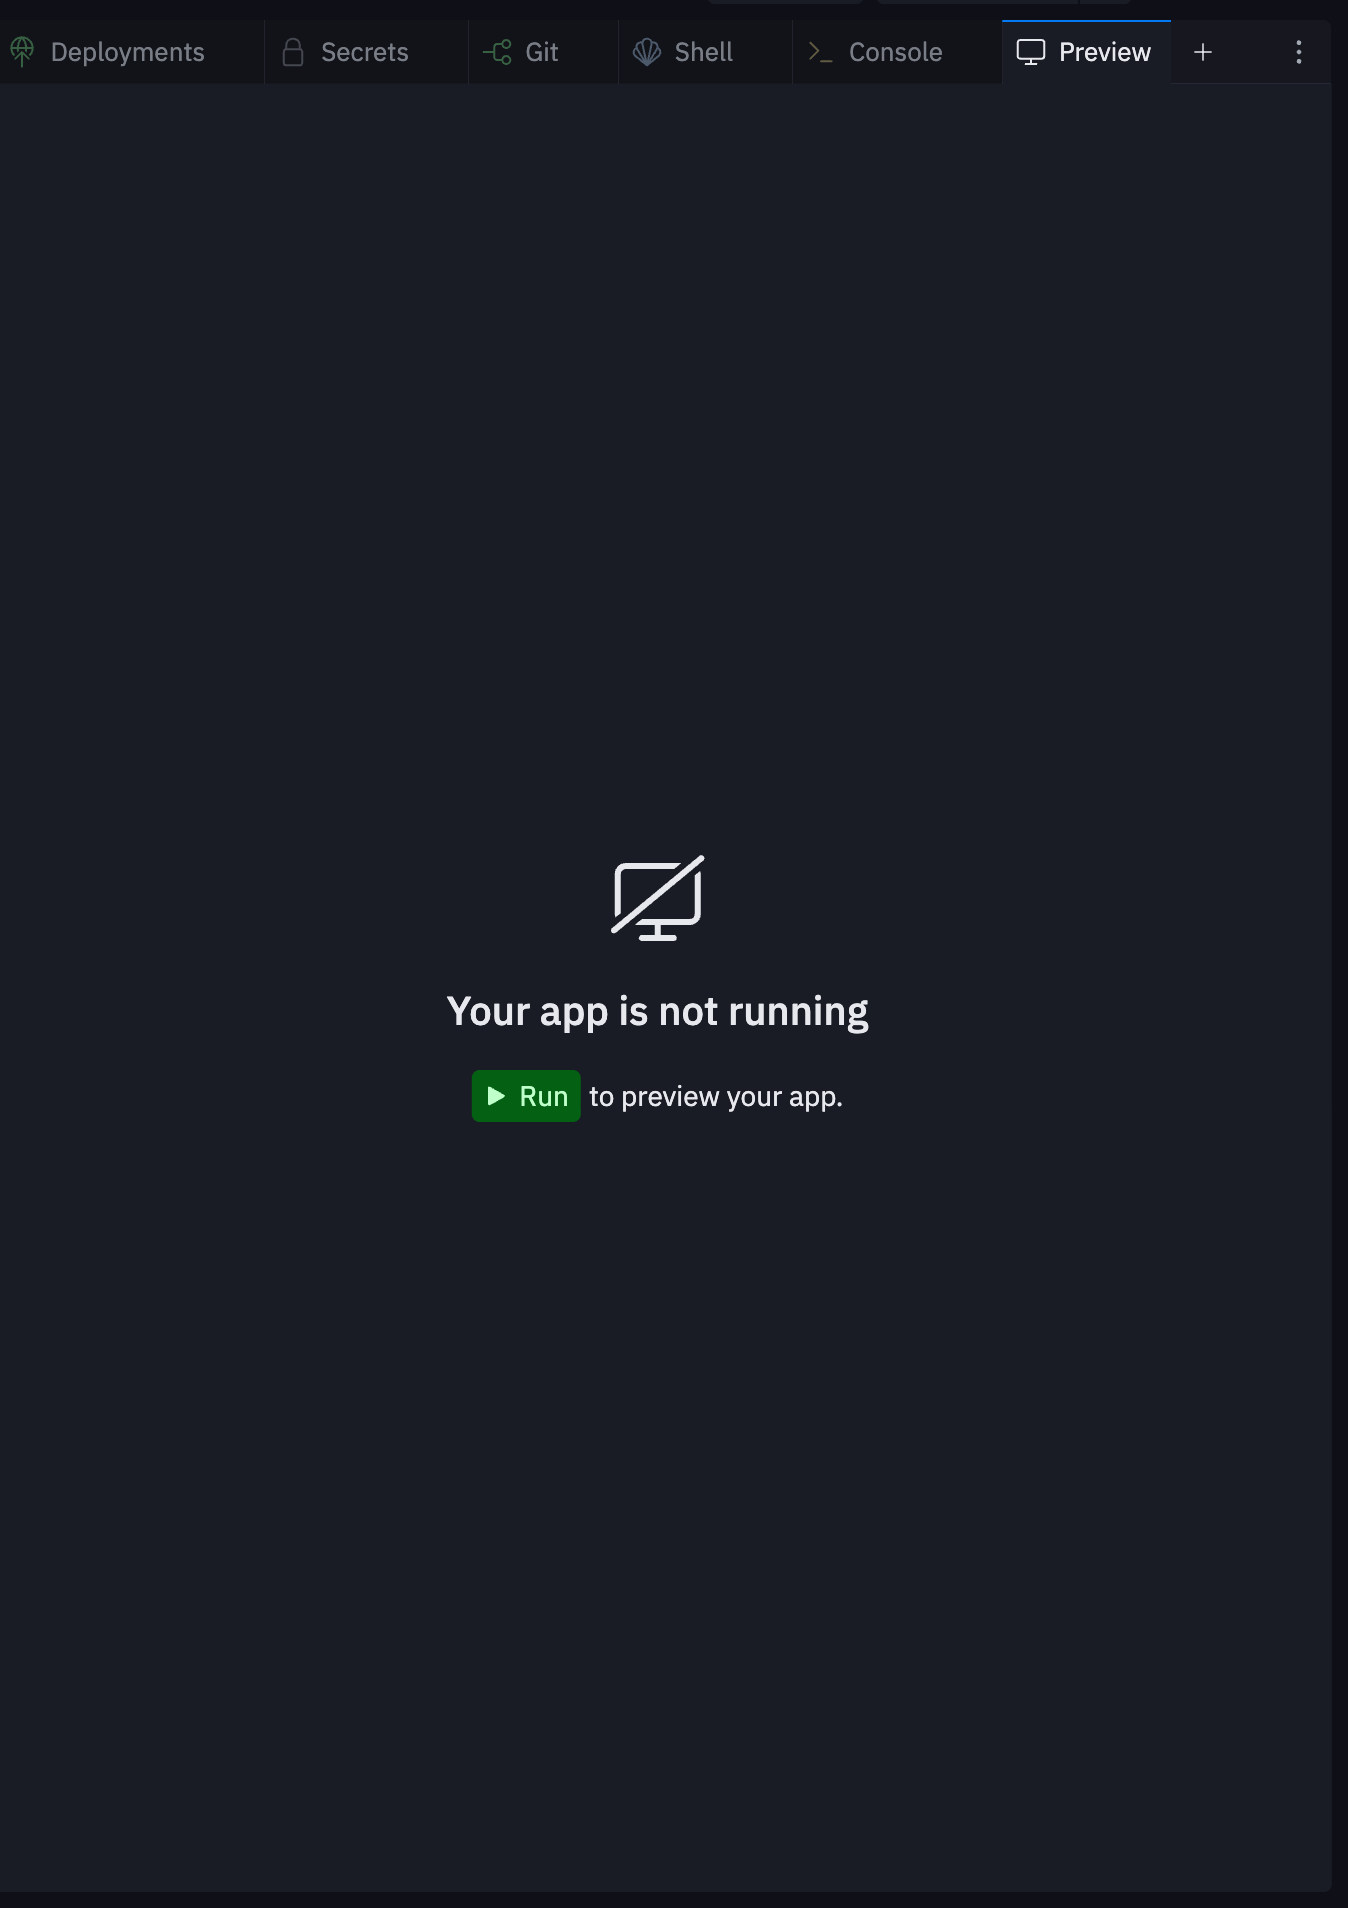 Deployments Secrets Git Shell Console Preview
Your app is not running
Run to preview your app.